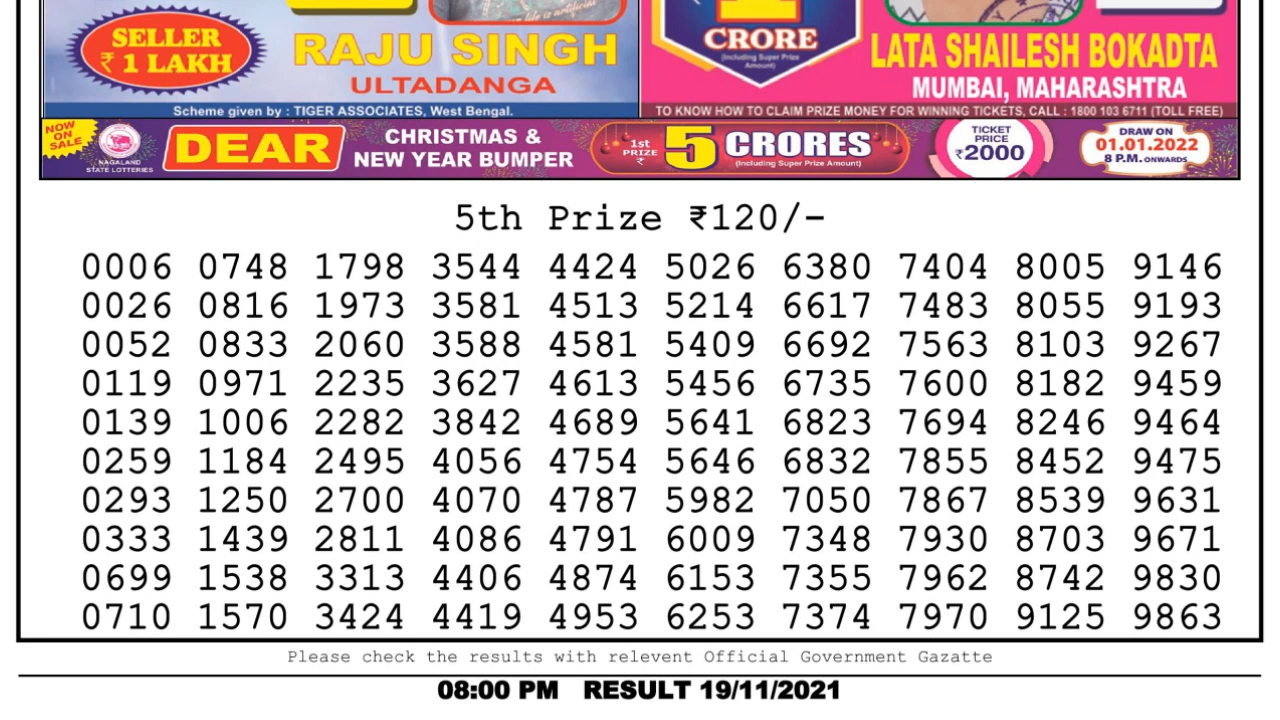 SELLER
₹ 1 LAKH
RAJU SINGH
ULTADANGA
Scheme given by : TIGER ASSOCIATES, West Bengal.
CRORE
(Including Super Prize
Amount)
LATA SHAILESH BOKADTA
MUMBAI, MAHARASHTRA
TO KNOW HOW TO CLAIM PRIZE MONEY FOR WINNING TICKETS, CALL : 1800 103 6711 (TOLL FREE)
NOW
ON
SALE
NAGALAND
STATE LOTTERIES
DEAR
CHRISTMAS &
NEW YEAR BUMPER
1st
PRIZE
₹
5 CRORES
(Including Super Prize Amount)
TICKET
PRICE
₹2000
DRAW ON
01.01.2022
8 P.M. ONWARDS
5th Prize ₹120/-
0006 0748 1798 3544 4424 5026 6380 7404 8005 9146
0026 0816 1973 3581 4513 5214 6617 7483 8055 9193
0052 0833 2060 3588 4581 5409 6692 7563 8103 9267
0119 0971 2235 3627 4613 5456 6735 7600 8182 9459
0139 1006 2282 3842 4689 5641 6823 7694 8246 9464
0259 1184 2495 4056 4754 5646 6832 7855 8452 9475
0293 1250 2700 4070 4787 5982 7050 7867 8539 9631
0333 1439 2811 4086 4791 6009 7348 7930 8703 9671
0699 1538 3313 4406 4874 6153 7355 7962 8742 9830
0710 1570 3424 4419 4953 6253 7374 7970 9125 9863
Please check the results with relevent Official Government Gazatte
08:00 PM RESULT 19/11/2021